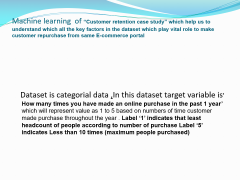 Machine learning of "Customer retention case study" which help us to
understand which all the key factors in the dataset which play vital role to make
customer repurchase from same E-commerce portal
Dataset is categorial data ,In this dataset target variable is'
How many times you have made an online purchase in the past 1 year'
which will represent value as 1 to 5 based on numbers of time customer
made purchase throughout the year . Label '1' indicates that least
headcount of people according to number of purchase Label '5'
indicates Less than 10 times (maximum people purchased)